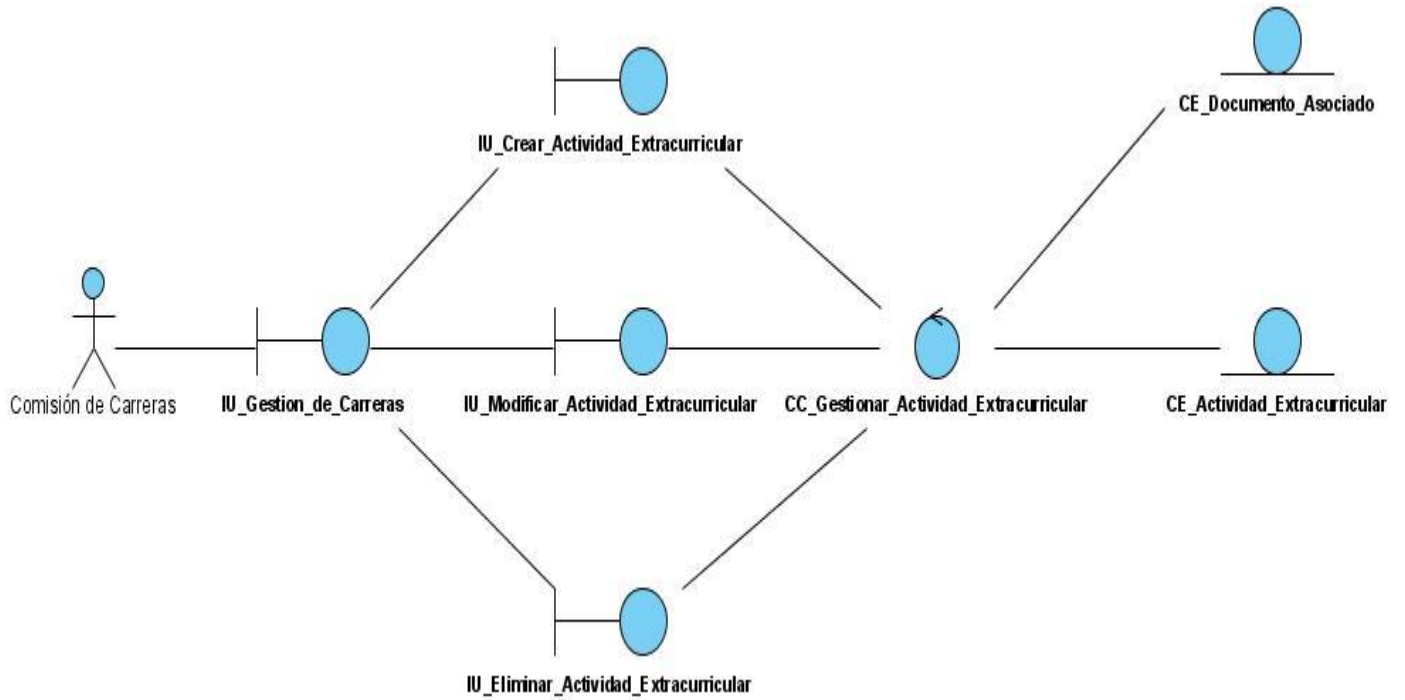 CE_Documento_Asociado
IU_Crear_Actividad_Extracurricular
Comisión de Carreras
IU_Gestion_de_Carreras
IU_Modificar_Actividad_Extracurricular
CC_Gestionar_Actividad_Extracurricular
CE_Actividad_Extracurricular
IU_Eliminar_Actividad_Extracurricular